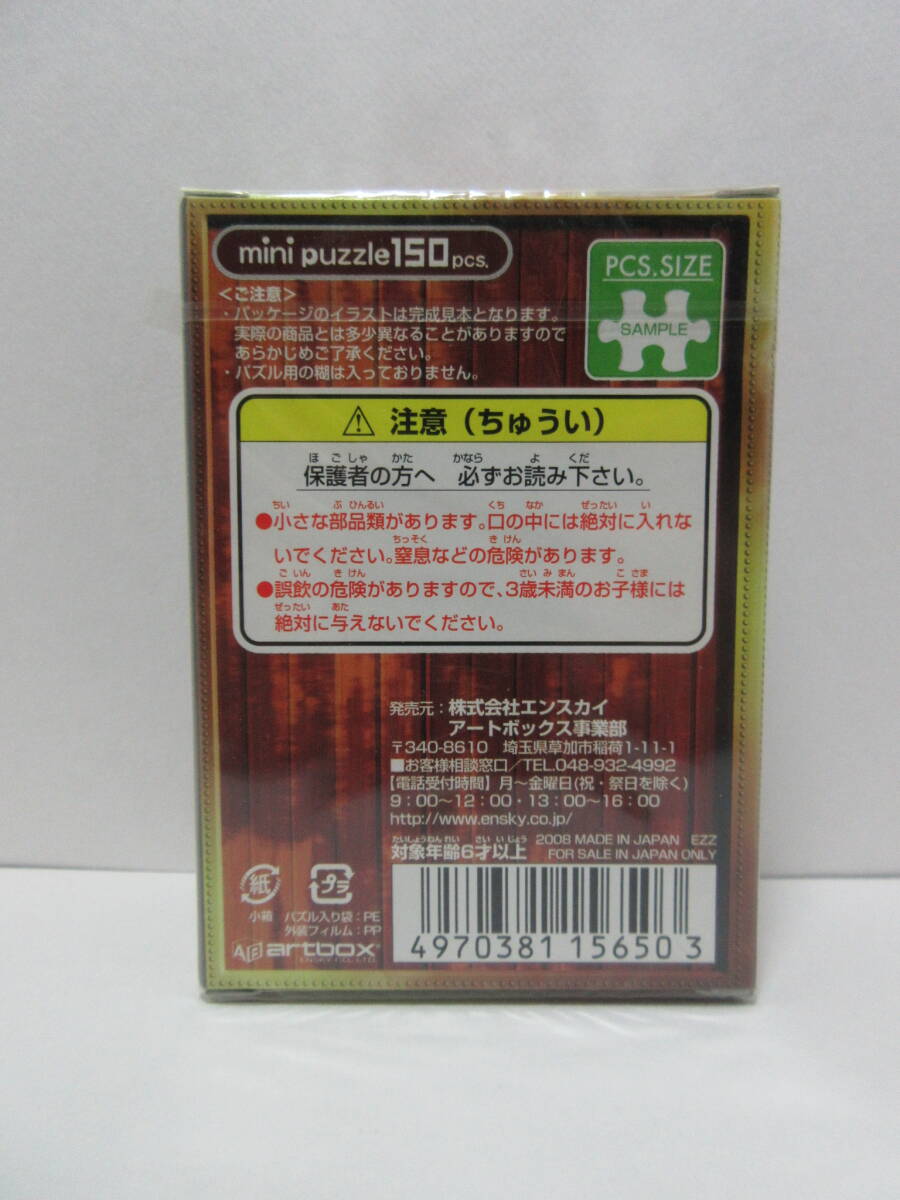 mini puzzle150pcs.
PCS.SIZE
SAMPLE
<ご注意>
・パッケージのイラストは完成見本となります。
実際の商品とは多少異なることがありますので
あらかじめご了承ください。
・パズル用の糊は入っておりません。
⚠ 注意（ちゅうい）
ほごしゃ かた かなら よ くだ
保護者の方へ 必ずお読み下さい。
ちい ぶひんるい くち なか ぜったい い
●小さな部品類があります。口の中には絶対に入れな
ちっそく きけん
いでください。窒息などの危険があります。
ごいん きけん さいみまん こさま
●誤飲の危険がありますので、3歳未満のお子様には
ぜったい あた
絶対に与えないでください。
発売元：株式会社エンスカイ
アートボックス事業部
〒340-8610 埼玉県草加市稲荷1-11-1
■お客様相談窓口／TEL.048-932-4992
【電話受付時間】月～金曜日(祝・祭日を除く)
9：00～12：00・13：00～16：00
http://www.ensky.co.jp/
たいしょうねんれい さい いじょう
対象年齢6才以上
2008 MADE IN JAPAN EZZ
FOR SALE IN JAPAN ONLY
紙
プラ
小箱
パズル入り袋：PE
外装フィルム：PP
AE artbox
ENSKY CO.,LTD.
4970381156503